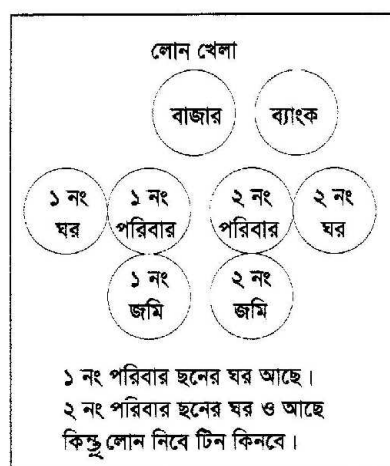 লোন খেলা
বাজার ব্যাংক
১ নং ১ নং ২ নং ২ নং
ঘর পরিবার পরিবার ঘর
১ নং ২ নং
জমি জমি
১ নং পরিবার ছনের ঘর আছে।
২ নং পরিবার ছনের ঘর ও আছে
কিন্তু লোন নিবে টিন কিনবে।